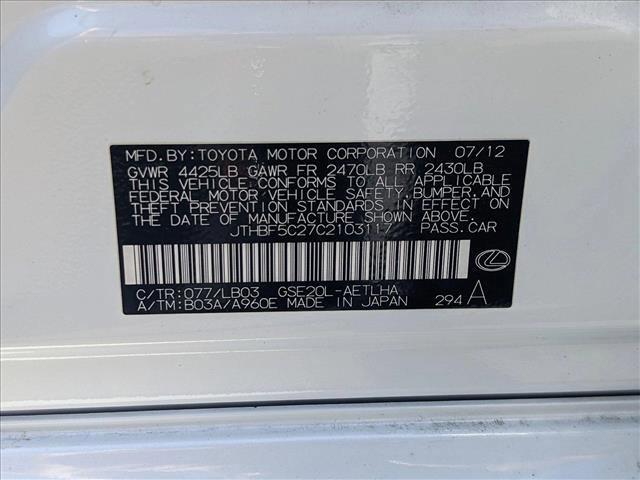 MFD.BY:TOYOTA MOTOR CORPORATION 07/12
GVWR 4425LB GAWR FR 2470LB RR 2430LB
THIS VEHICLE CONFORMS TO ALL APPLICABLE
FEDERAL MOTOR VEHICLE SAFETY,BUMPER,AND
THEFT PREVENTION STANDARDS IN EFFECT ON
THE DATE OF MANUFACTURE SHOWN ABOVE.
JTHBF5C27C2103117 PASS.CAR
C/TR:077/LB03 GSE20L-AETLHA
A/TM:B03A/A960E MADE IN JAPAN 294 A